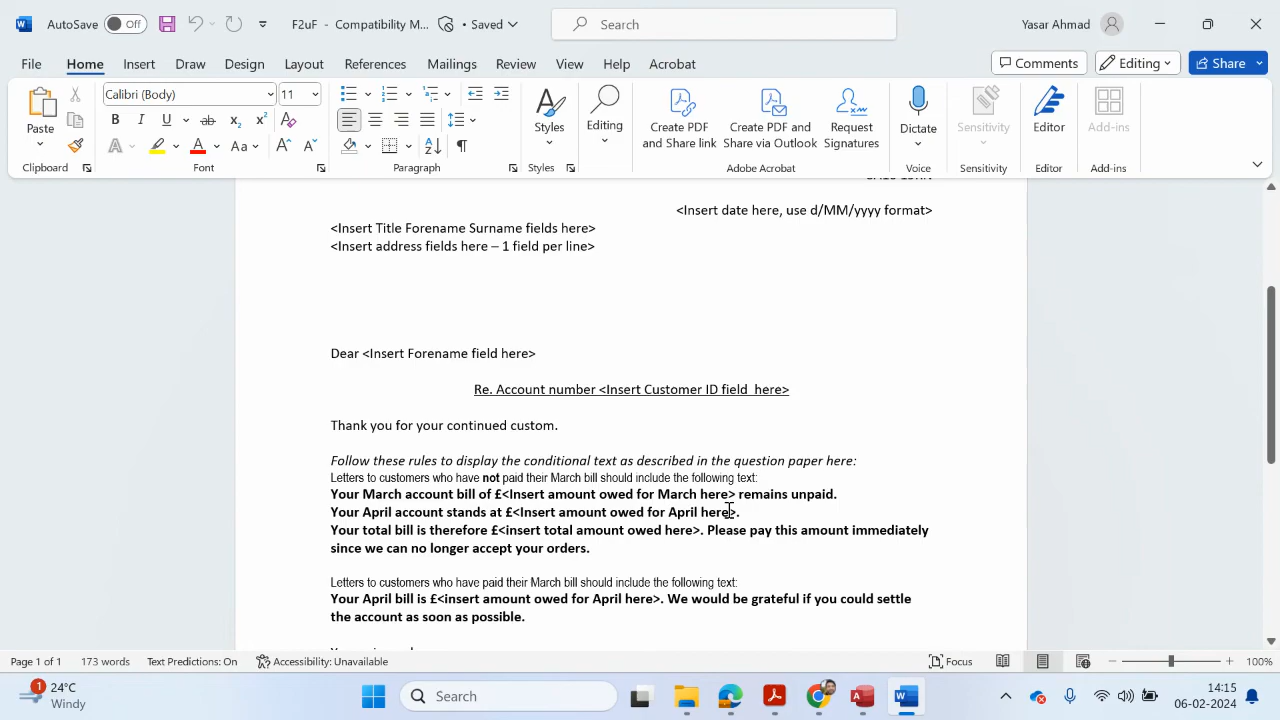 AutoSave Off F2uF - Compatibility M... • Saved Search Yasar Ahmad
File Home Insert Draw Design Layout References Mailings Review View Help Acrobat Comments Editing Share
Calibri (Body) 11
Paste Styles Editing Create PDF and Share link Create PDF and Share via Outlook Request Signatures Dictate Sensitivity Editor Add-ins
Clipboard Font Paragraph Styles Adobe Acrobat Voice Sensitivity Editor Add-ins
<Insert date here, use d/MM/yyyy format>
<Insert Title Forename Surname fields here>
<Insert address fields here – 1 field per line>
Dear <Insert Forename field here>
Re. Account number <Insert Customer ID field  here>
Thank you for your continued custom.
Follow these rules to display the conditional text as described in the question paper here:
Letters to customers who have not paid their March bill should include the following text:
Your March account bill of £<Insert amount owed for March here> remains unpaid.
Your April account stands at £<Insert amount owed for April here>.
Your total bill is therefore £<insert total amount owed here>. Please pay this amount immediately
since we can no longer accept your orders.
Letters to customers who have paid their March bill should include the following text:
Your April bill is £<insert amount owed for April here>. We would be grateful if you could settle
the account as soon as possible.
Page 1 of 1 173 words Text Predictions: On Accessibility: Unavailable Focus 100%
1 24°C Windy Search 14:15 06-02-2024